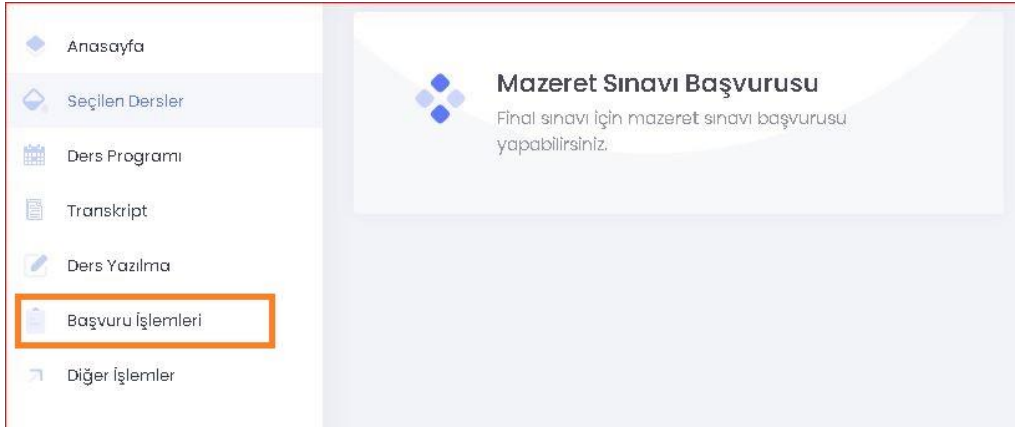 Anasayfa
Seçilen Dersler
Ders Programı
Transkript
Ders Yazılma
Başvuru İşlemleri
Diğer İşlemler
Mazeret Sınavı Başvurusu
Final sınavı için mazeret sınavı başvurusu
yapabilirsiniz.